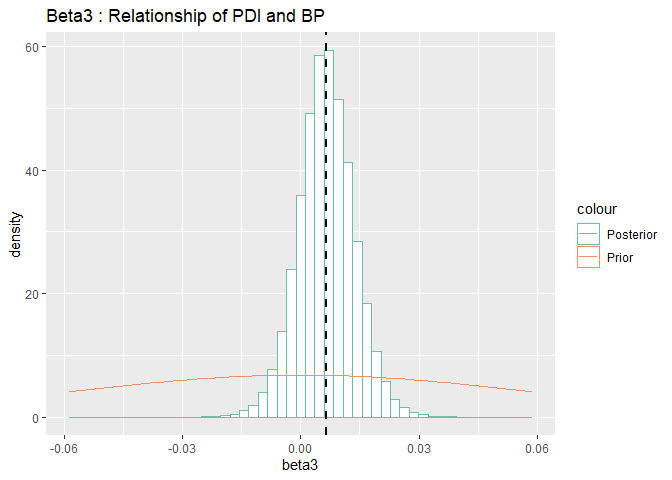 Beta3 : Relationship of PDI and BP
60
40
20
0
density
-0.06
-0.03
0.00
0.03
0.06
beta3
colour
Posterior
Prior